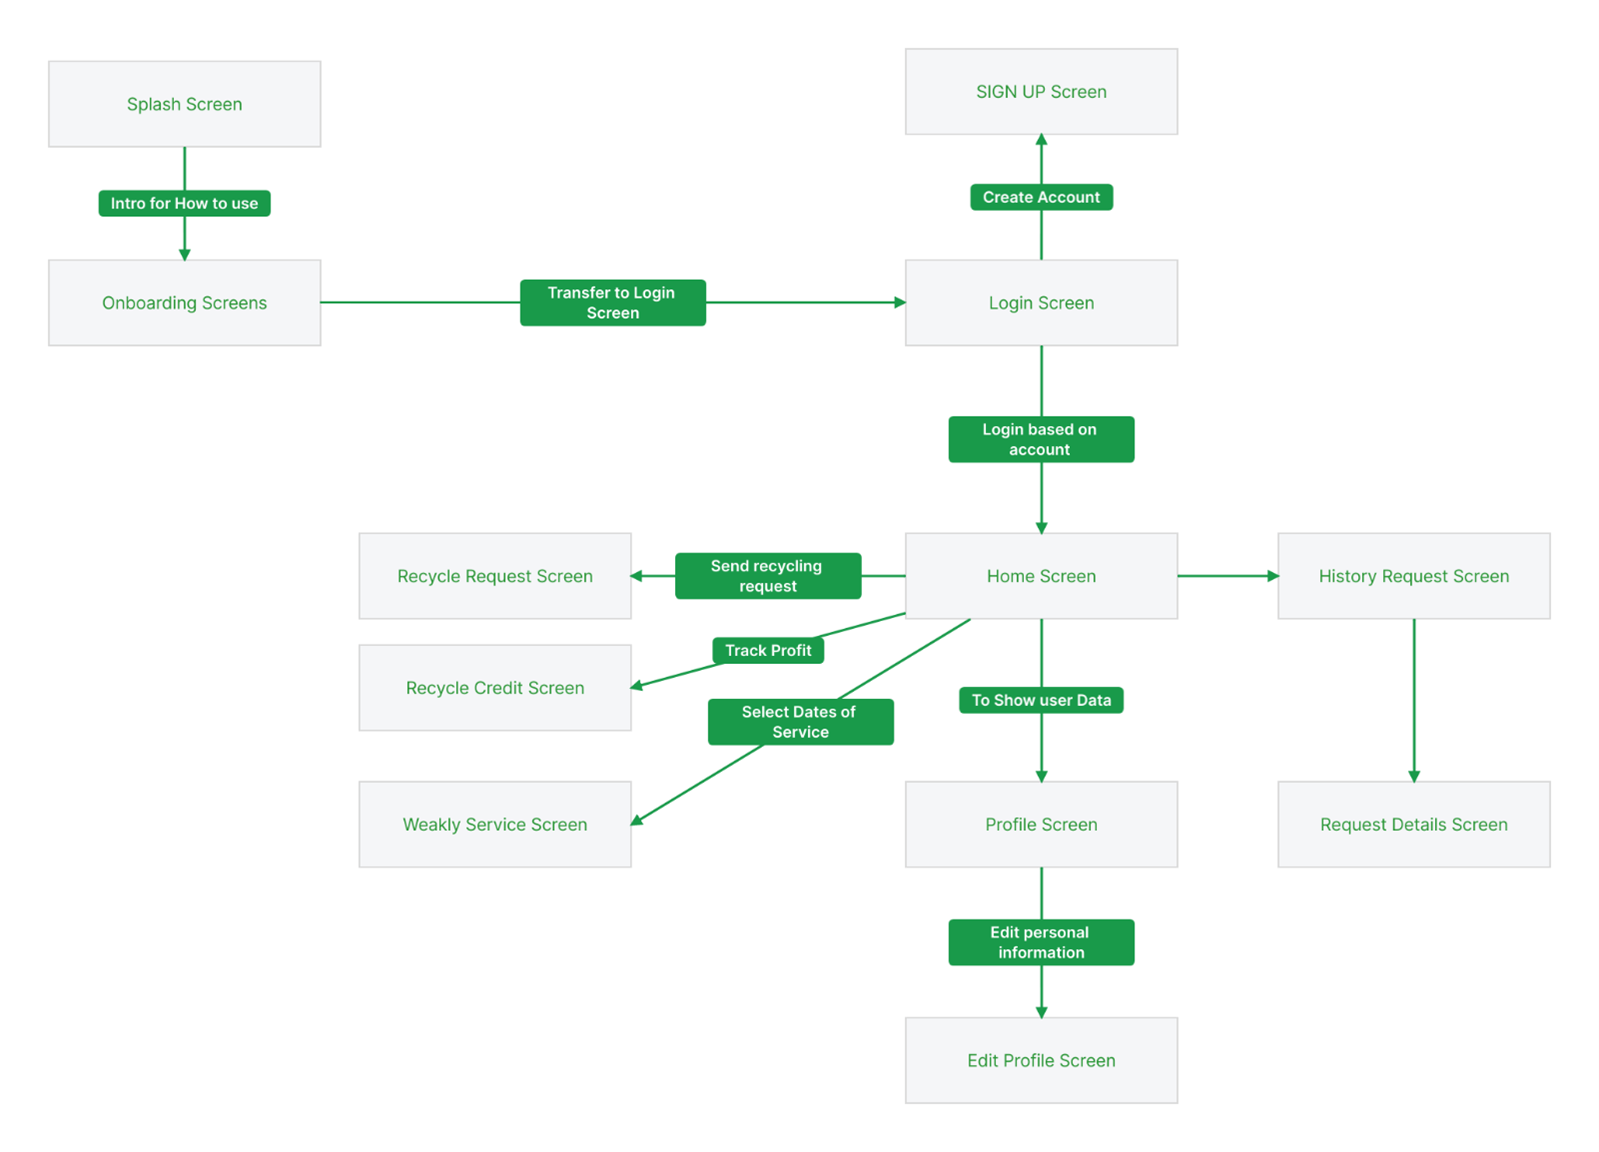 Splash Screen
SIGN UP Screen
Intro for How to use
Create Account
Onboarding Screens
Transfer to Login
Screen
Login Screen
Login based on
account
Recycle Request Screen
Send recycling
request
Home Screen
History Request Screen
Track Profit
Recycle Credit Screen
Select Dates of
Service
To Show user Data
Weakly Service Screen
Profile Screen
Request Details Screen
Edit personal
information
Edit Profile Screen